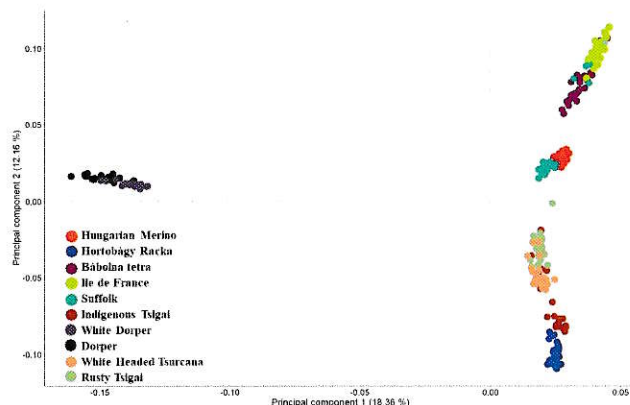 0.10
0.05
0.00
-0.05
-0.10
Principal component 2 (12.16 %)
Hungarian Merino
Hortobágy Racka
Bábolna tetra
Ile de France
Suffolk
Indigenous Tsigai
White Dorper
Dorper
White Headed Tsurcana
Rusty Tsigai
-0.15 -0.10 -0.05 0.00 0.05
Principal component 1 (18.36 %)